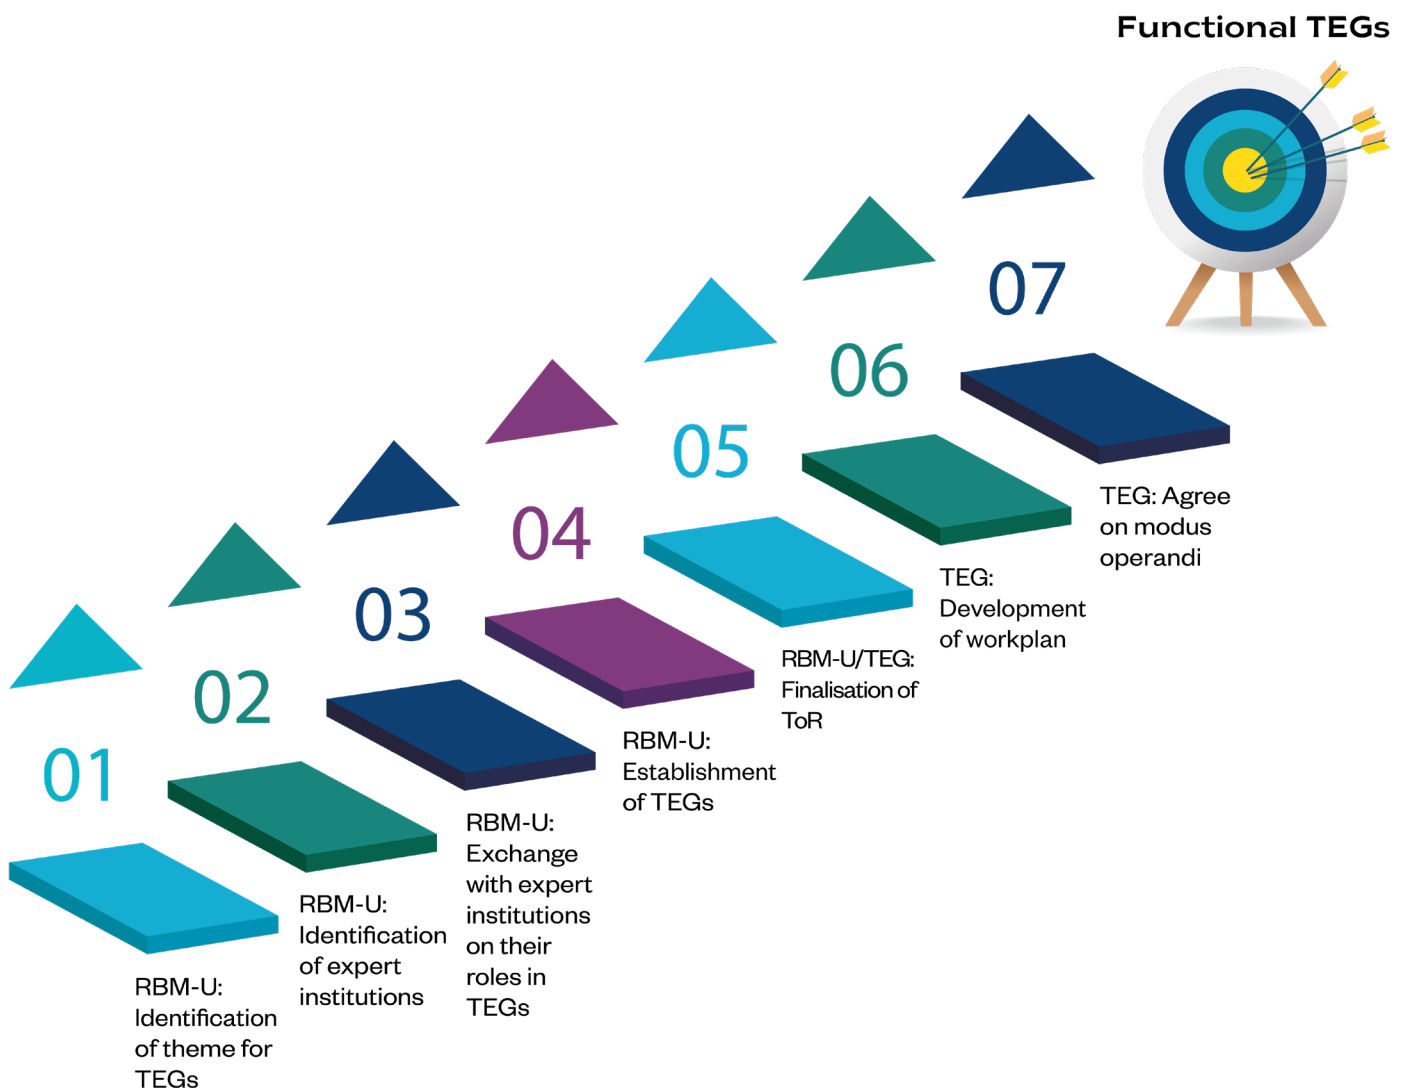 Functional TEGs
01
RBM-U:
Identification
of theme for
TEGs
02
RBM-U:
Identification
of expert
institutions
03
RBM-U:
Exchange
with expert
institutions
on their
roles in
TEGs
04
RBM-U:
Establishment
of TEGs
05
RBM-U/TEG:
Finalisation of
ToR
06
TEG:
Development
of workplan
07
TEG: Agree
on modus
operandi